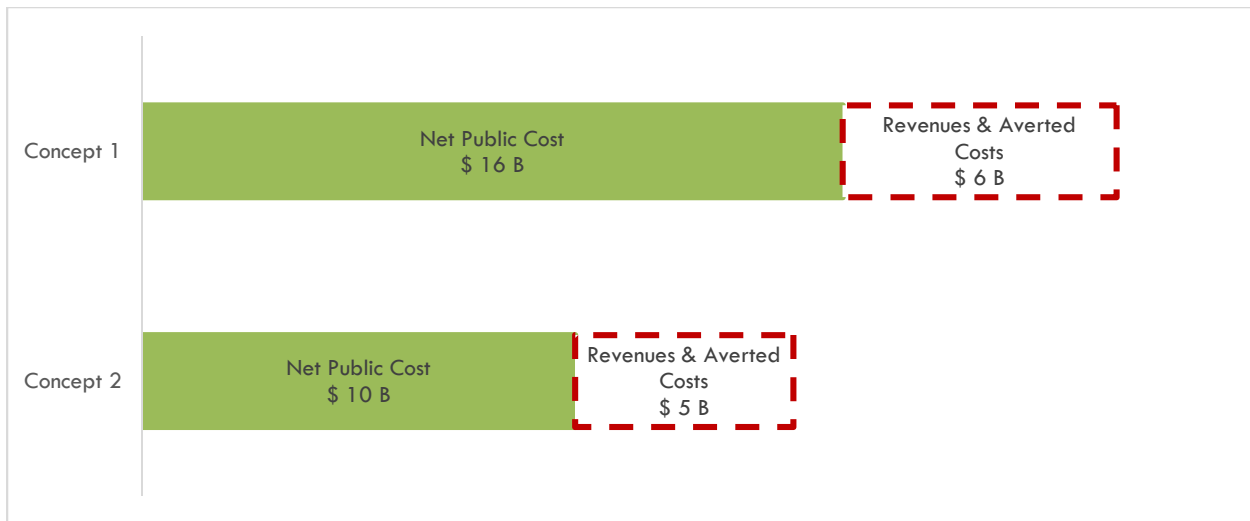 Concept 1
Net Public Cost
$ 16 B
Revenues & Averted
Costs
$ 6 B
Concept 2
Net Public Cost
$ 10 B
Revenues & Averted
Costs
$ 5 B